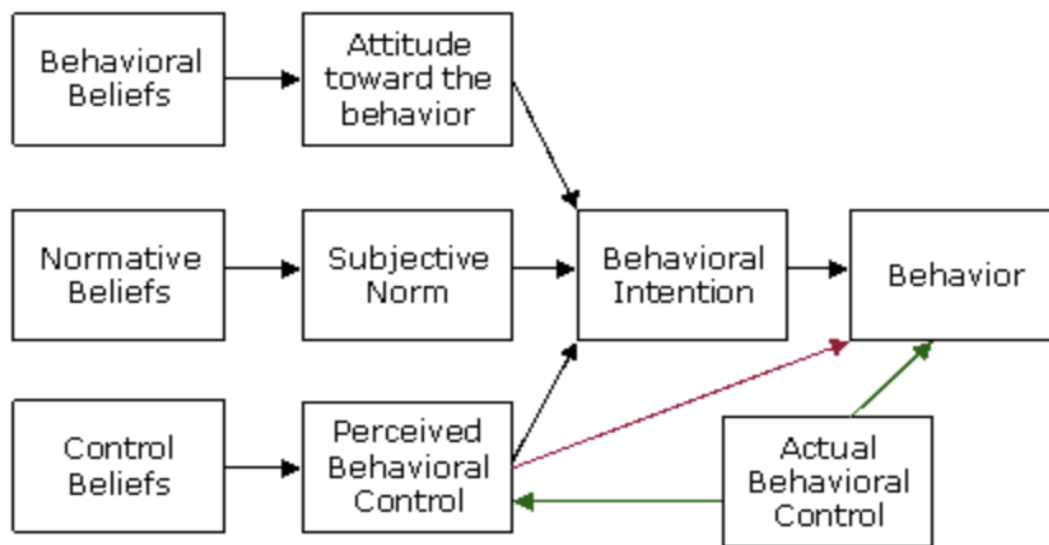 Behavioral
Beliefs
Attitude
toward the
behavior
Normative
Beliefs
Subjective
Norm
Behavioral
Intention
Behavior
Control
Beliefs
Perceived
Behavioral
Control
Actual
Behavioral
Control